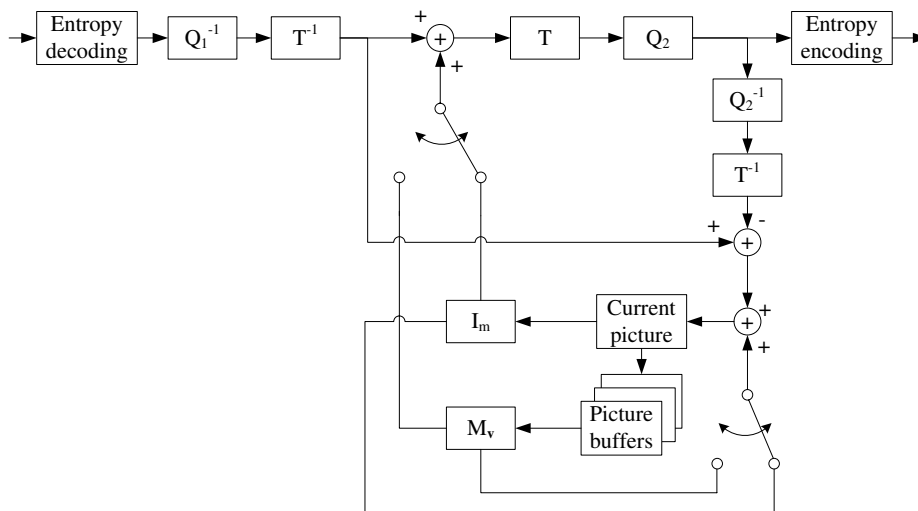 Entropy
decoding
Q₁⁻¹
T⁻¹
+
+
+
T
Q₂
Entropy
encoding
Q₂⁻¹
T⁻¹
+
-
+
Iₘ
Current
picture
+
+
+
Mᵥ
Picture
buffers